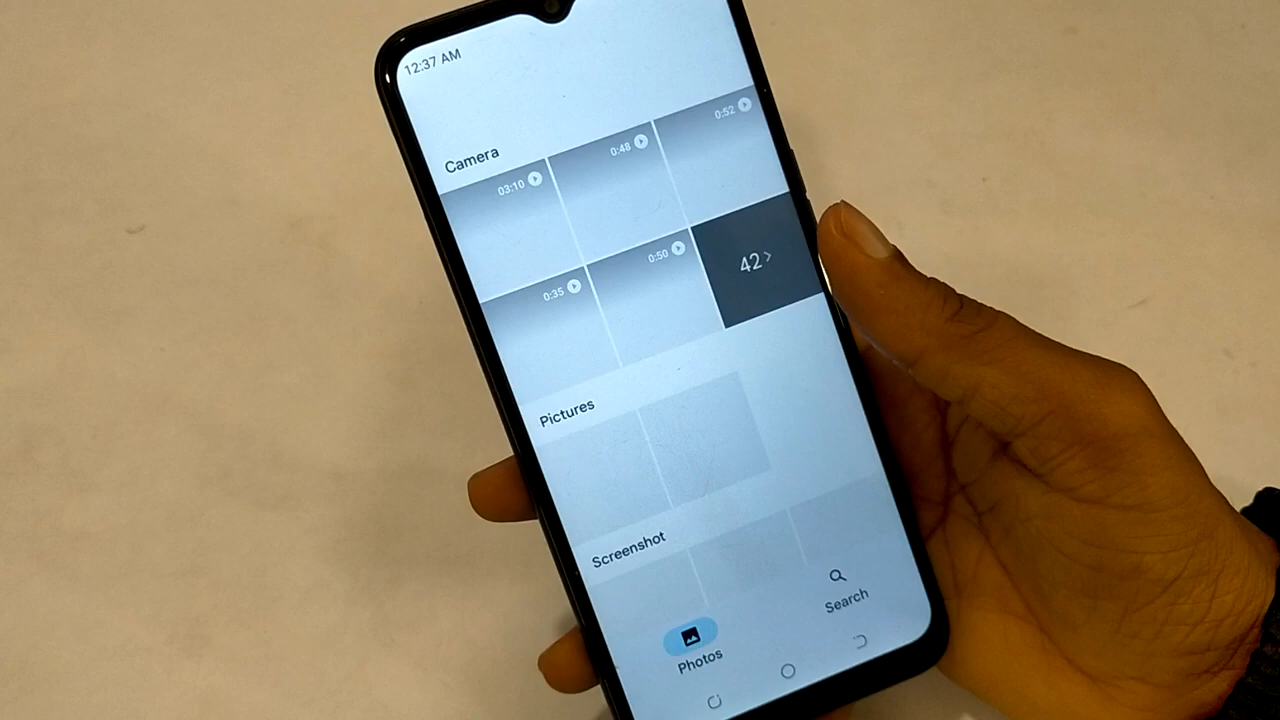 12:37 AM
Camera
03:10
0:48
0:52
0:35
0:50
42 >
Pictures
Screenshot
Photos
Search